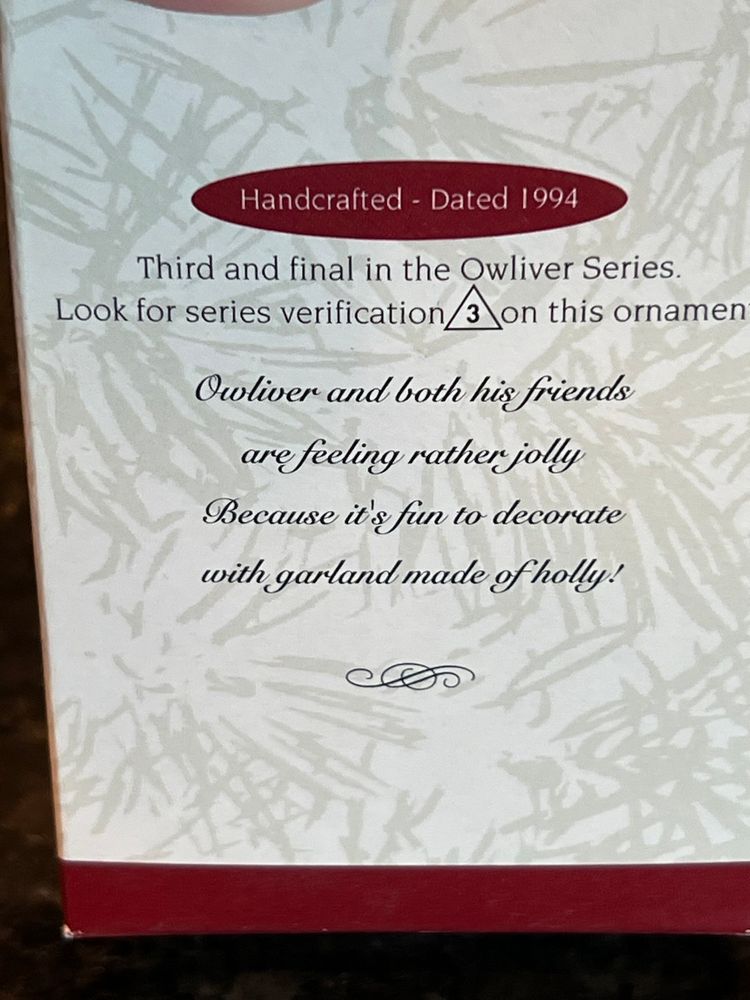 Handcrafted - Dated 1994
Third and final in the Owliver Series.
Look for series verification 3 on this ornamen
Owliver and both his friends
are feeling rather jolly
Because it's fun to decorate
with garland made of holly!